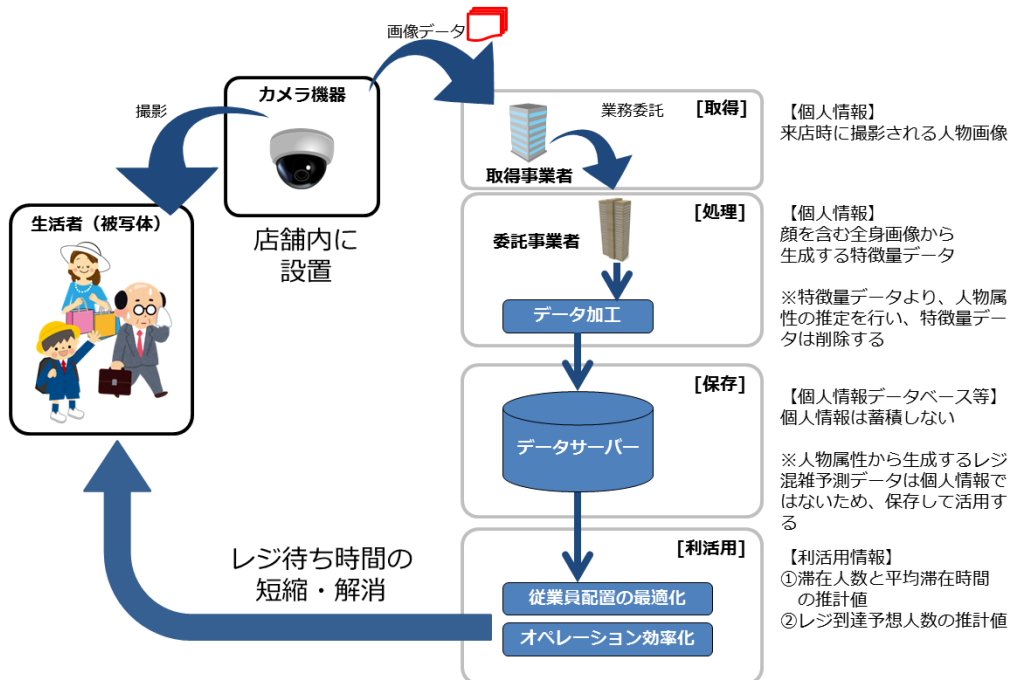 画像データ
カメラ機器
撮影
生活者（被写体）
店舗内に
設置
業務委託
[取得]
取得事業者
【個人情報】
来店時に撮影される人物画像
[処理]
委託事業者
データ加工
【個人情報】
顔を含む全身画像から
生成する特徴量データ
※特徴量データより、人物属
性の推定を行い、特徴量デー
タは削除する
[保存]
データサーバー
【個人情報データベース等】
個人情報は蓄積しない
※人物属性から生成するレジ
混雑予測データは個人情報で
はないため、保存して活用す
る
[利活用]
従業員配置の最適化
オペレーション効率化
【利活用情報】
①滞在人数と平均滞在時間
の推計値
②レジ到達予想人数の推計値
レジ待ち時間の
短縮・解消